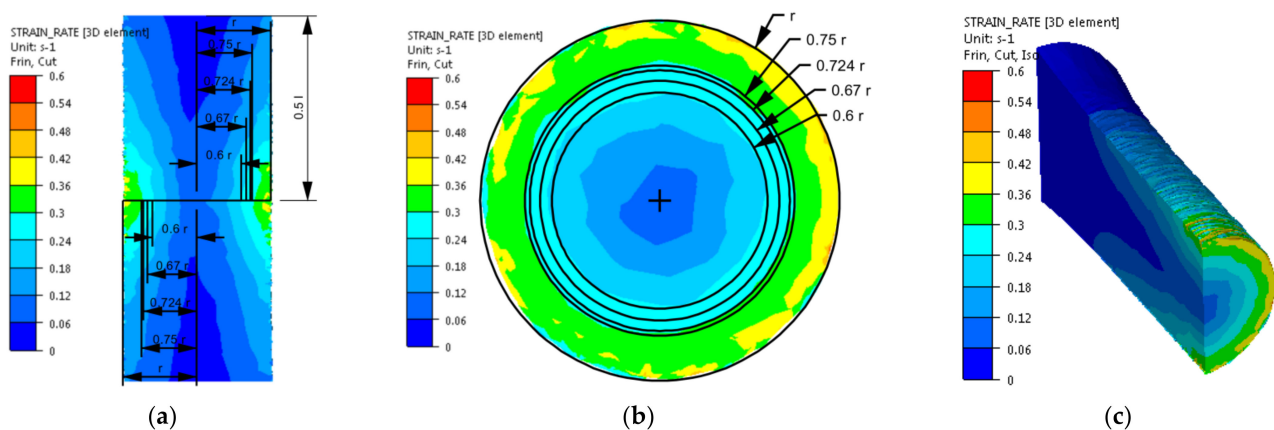 STRAIN_RATE [3D element]
Unit: s-1
Frin, Cut
0.6
0.54
0.48
0.42
0.36
0.3
0.24
0.18
0.12
0.06
0
r
0.75 r
0.724 r
0.67 r
0.6 r
0.5 l
0.6 r
0.67 r
0.724 r
0.75 r
r
(a)
STRAIN_RATE [3D element]
Unit: s-1
Frin, Cut
0.6
0.54
0.48
0.42
0.36
0.3
0.24
0.18
0.12
0.06
0
r
0.75 r
0.724 r
0.67 r
0.6 r
(b)
STRAIN_RATE [3D element]
Unit: s-1
Frin, Cut, Iso
0.6
0.54
0.48
0.42
0.36
0.3
0.24
0.18
0.12
0.06
0
(c)